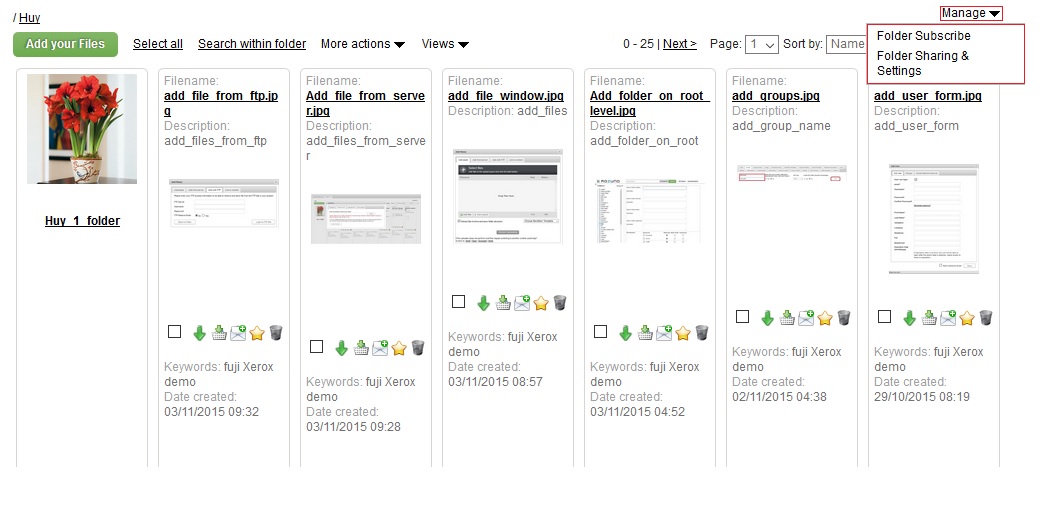 / Huy
Manage
Add your Files
Select all
Search within folder
More actions
Views
0 - 25 | Next >
Page: 1
Sort by: Name
Folder Subscribe
Folder Sharing &
Settings
Huy_1_folder
Filename:
add_file_from_ftp.jp
g
Description:
add_files_from_ftp
Keywords: fuji Xerox
demo
Date created:
03/11/2015 09:32
Filename:
Add_file_from_serve
r.jpg
Description:
add_files_from_serve
r
Keywords: fuji Xerox
demo
Date created:
03/11/2015 09:28
Filename:
add_file_window.jpg
Description: add_files
Keywords: fuji Xerox
demo
Date created:
03/11/2015 08:57
Filename:
Add_folder_on_root_
level.jpg
Description:
add_folder_on_root
Keywords: fuji Xerox
demo
Date created:
03/11/2015 04:52
Filename:
add_groups.jpg
Description:
add_group_name
Keywords: fuji Xerox
demo
Date created:
02/11/2015 04:38
add_user_form.jpg
Description:
add_user_form
Keywords: fuji Xerox
demo
Date created:
29/10/2015 08:19